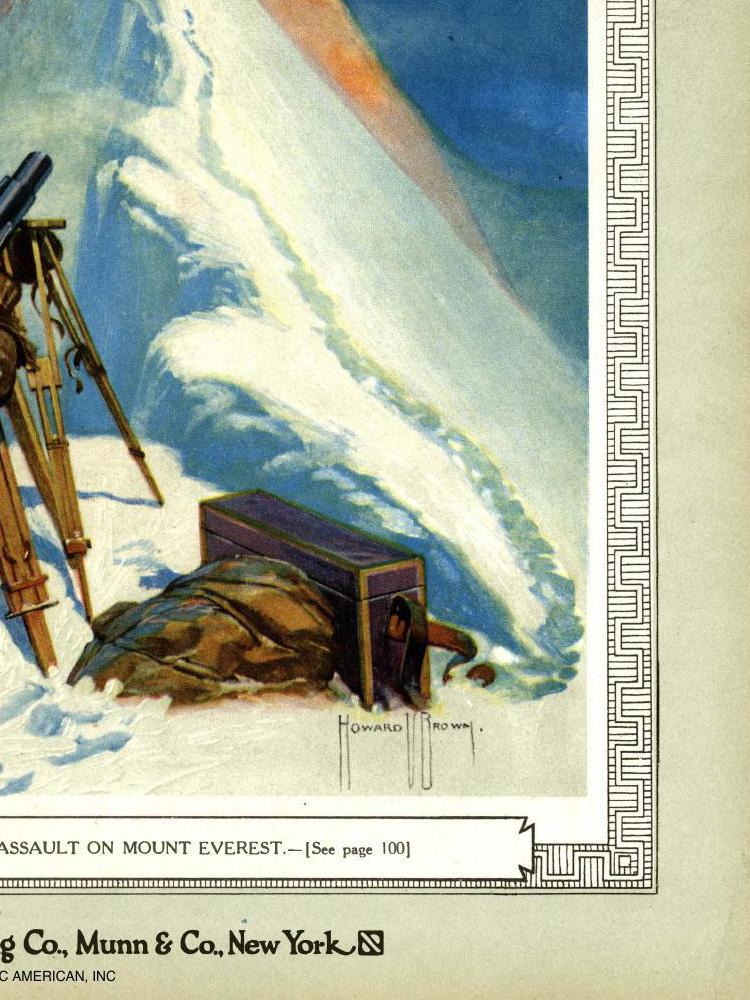 HOWARD V BROWN.
ASSAULT ON MOUNT EVEREST.—[See page 100]
g Co., Munn & Co., New York
C AMERICAN, INC